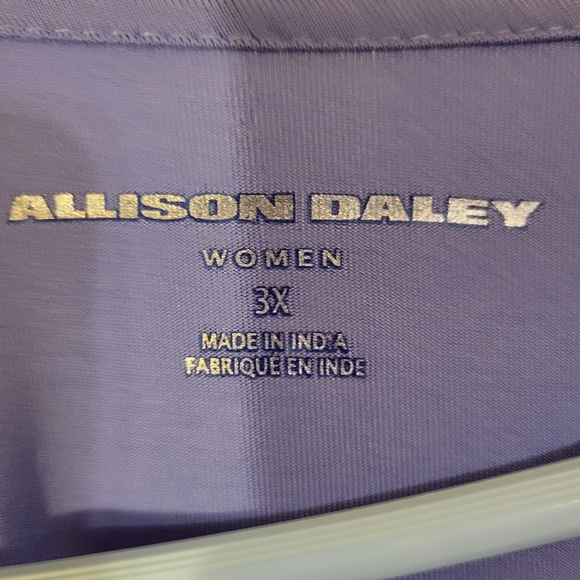 ALLISON DALEY
WOMEN
3X
MADE IN INDIA
FABRIQUÉ EN INDE